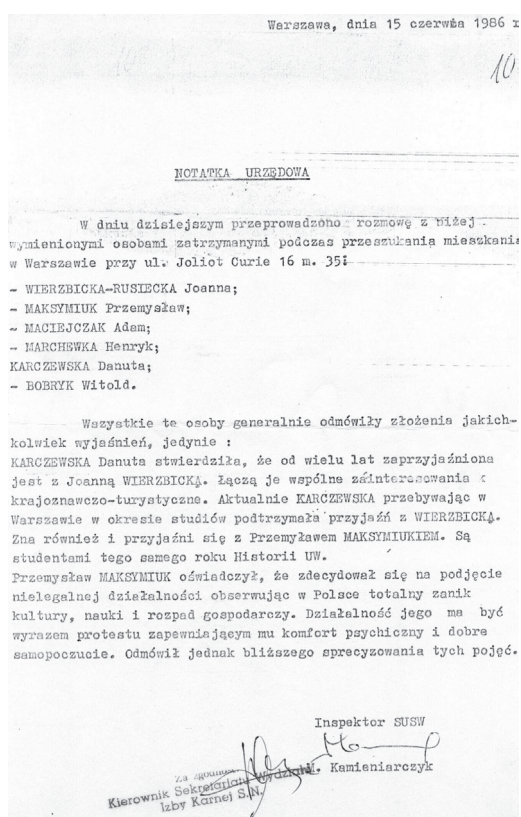 Warszawa, dnia 15 czerwca 1986 r
10
NOTATKA URZĘDOWA
W dniu dzisiejszym przeprowadzono rozmowę z niżej
wymienionymi osobami zatrzymanymi podczas przeszukania mieszkania
w Warszawie przy ul. Joliot Curie 16 m. 35:
- WIERZBICKA-RUSIECKA Joanna;
- MAKSYMIUK Przemysław;
- MACIEJCZAK Adam;
- MARCHEWKA Henryk;
KARCZEWSKA Danuta;
- BOBRYK Witold.
Wszystkie te osoby generalnie odmówiły złożenia jakich-
kolwiek wyjaśnień, jedynie :
KARCZEWSKA Danuta stwierdziła, że od wielu lat zaprzyjaźniona
jest z Joanną WIERZBICKĄ. Łączą je wspólne zainteresowania
krajoznawczo-turystyczne. Aktualnie KARCZEWSKA przebywając w
Warszawie w okresie studiów podtrzymała przyjaźń z WIERZBICKĄ.
Zna również i przyjaźni się z Przemyławem MAKSYMIUKIEM. Są
studentami tego samego roku Historii UW.
Przemysław MAKSYMIUK oświadczył, że zdecydował się na podjęcie
nielegalnej działalności obserwując w Polsce totalny zanik
kultury, nauki i rozpad gospodarczy. Działalność jego ma być
wyrazem protestu zapewniającym mu komfort psychiczny i dobre
samopoczucie. Odmówił jednak bliższego sprecyzowania tych pojęć.
Inspektor SUSW
M. Kamieniarczyk
Za zgodność
Kierownik Sekretariatu Wydziału
Izby Karnej S.N.